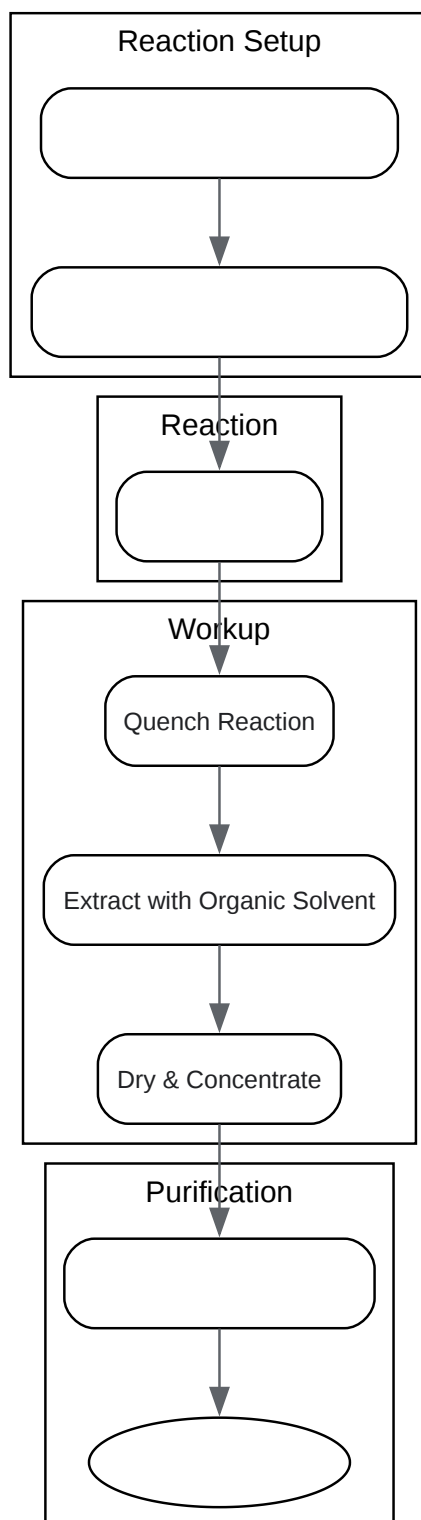 Reaction Setup
Reaction
Workup
Quench Reaction
Extract with Organic Solvent
Dry & Concentrate
Purification